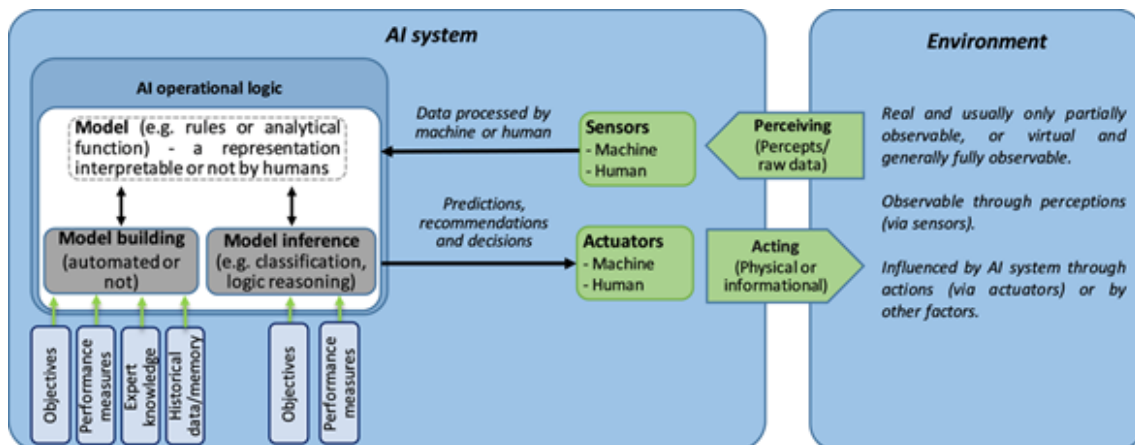 AI system
AI operational logic
Model (e.g. rules or analytical
function) - a representation
interpretable or not by humans
Model building
(automated or
not)
Model inference
(e.g. classification,
logic reasoning)
Objectives
Performance
measures
Expert
knowledge
Historical
data/memory
Objectives
Performance
measures
Data processed by
machine or human
Predictions,
recommendations
and decisions
Sensors
- Machine
- Human
Actuators
- Machine
- Human
Perceiving
(Percepts/
raw data)
Acting
(Physical or
informational)
Environment
Real and usually only partially
observable, or virtual and
generally fully observable.
Observable through perceptions
(via sensors).
Influenced by AI system through
actions (via actuators) or by
other factors.